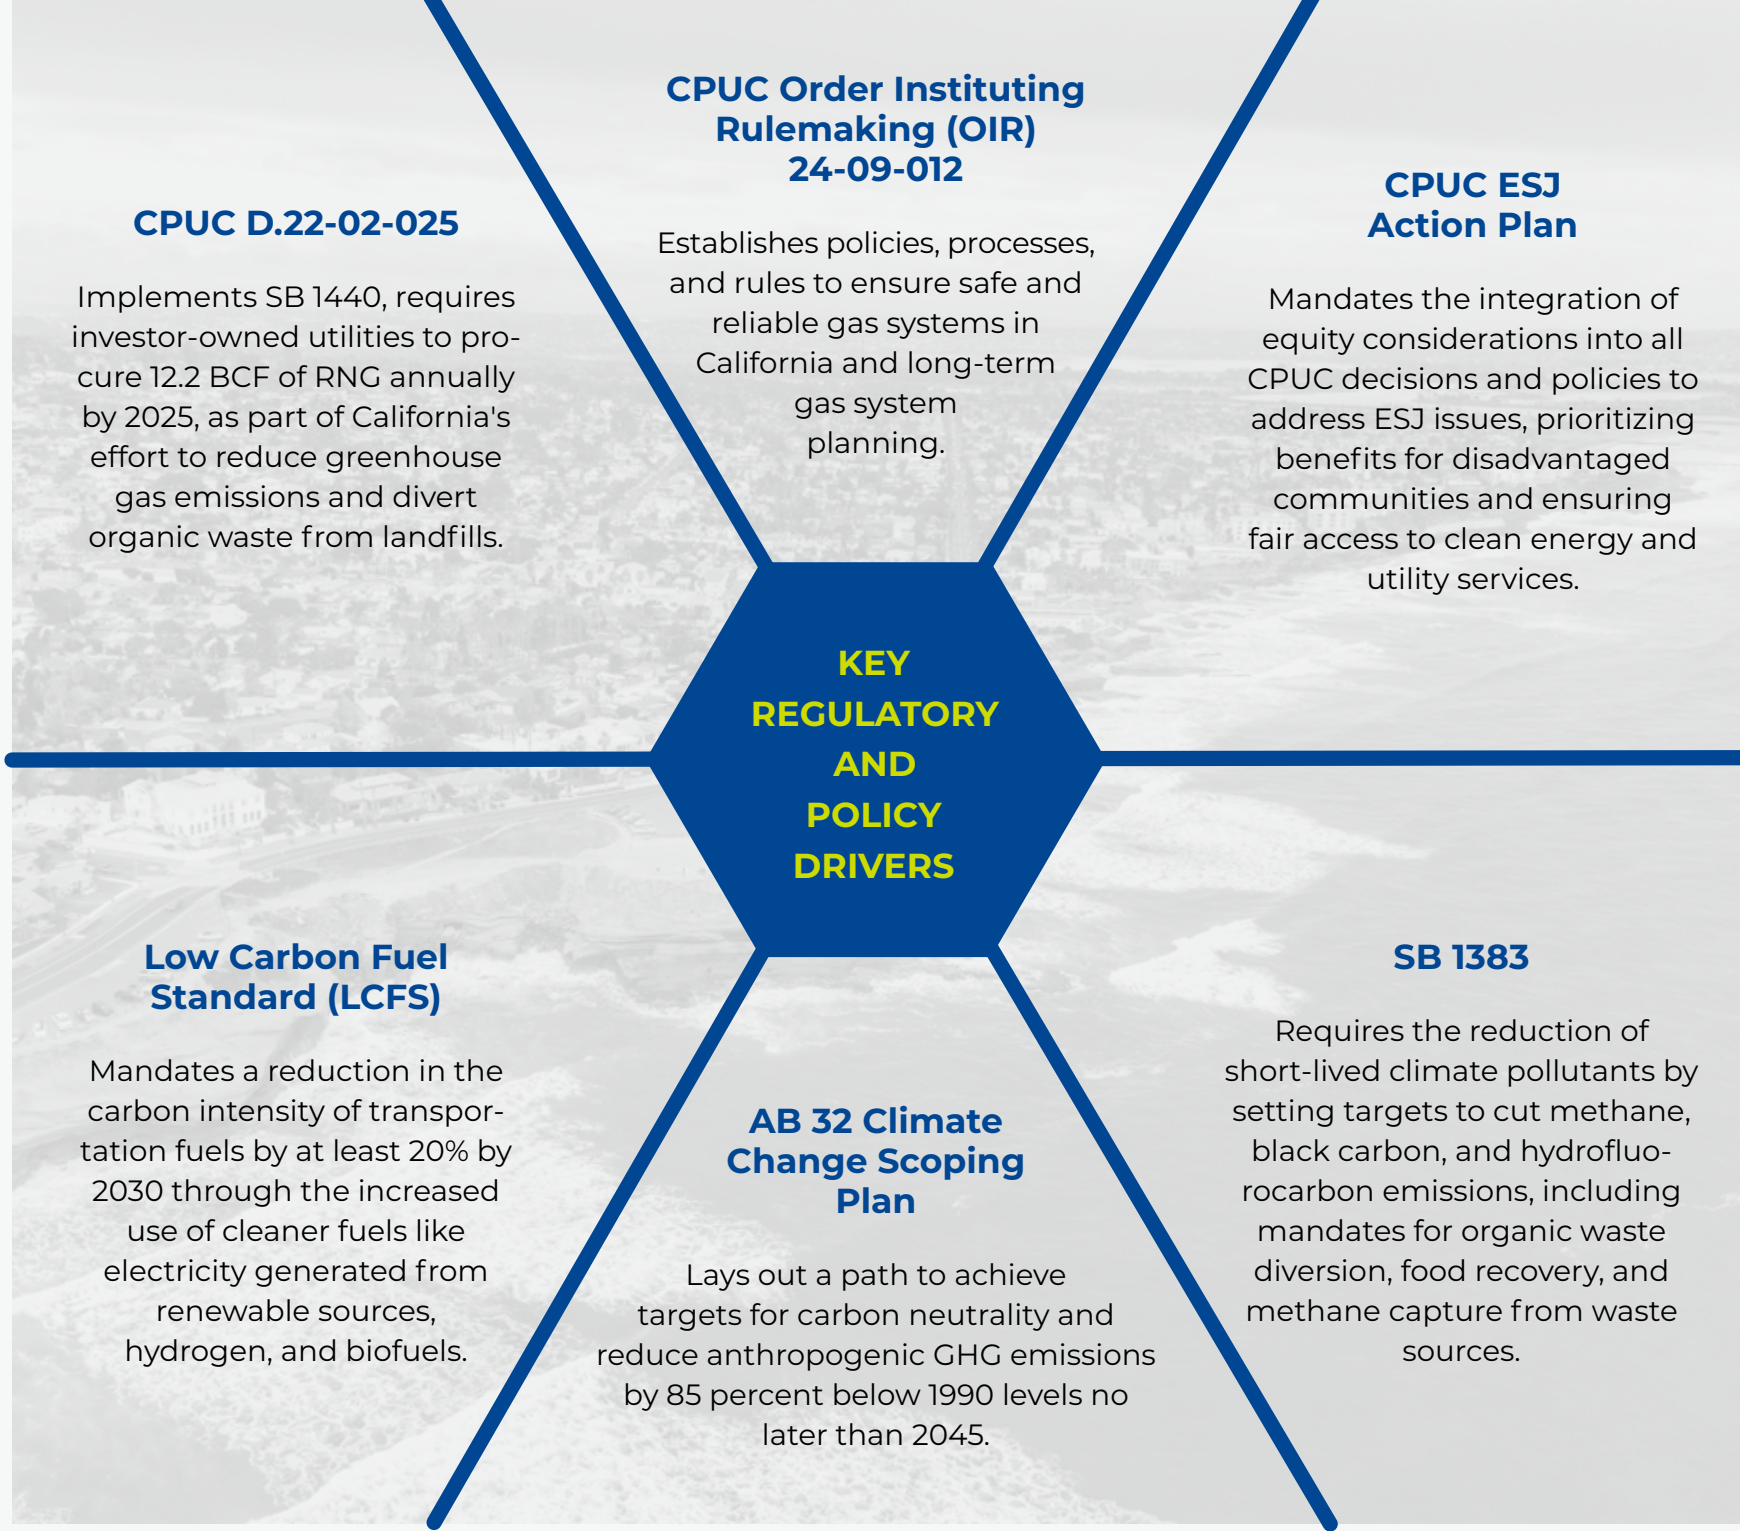 CPUC D.22-02-025
Implements SB 1440, requires
investor-owned utilities to pro-
cure 12.2 BCF of RNG annually
by 2025, as part of California's
effort to reduce greenhouse
gas emissions and divert
organic waste from landfills.
CPUC Order Instituting
Rulemaking (OIR)
24-09-012
Establishes policies, processes,
and rules to ensure safe and
reliable gas systems in
California and long-term
gas system
planning.
CPUC ESJ
Action Plan
Mandates the integration of
equity considerations into all
CPUC decisions and policies to
address ESJ issues, prioritizing
benefits for disadvantaged
communities and ensuring
fair access to clean energy and
utility services.
KEY
REGULATORY
AND
POLICY
DRIVERS
Low Carbon Fuel
Standard (LCFS)
Mandates a reduction in the
carbon intensity of transpor-
tation fuels by at least 20% by
2030 through the increased
use of cleaner fuels like
electricity generated from
renewable sources,
hydrogen, and biofuels.
AB 32 Climate
Change Scoping
Plan
Lays out a path to achieve
targets for carbon neutrality and
reduce anthropogenic GHG emissions
by 85 percent below 1990 levels no
later than 2045.
SB 1383
Requires the reduction of
short-lived climate pollutants by
setting targets to cut methane,
black carbon, and hydrofluo-
rocarbon emissions, including
mandates for organic waste
diversion, food recovery, and
methane capture from waste
sources.